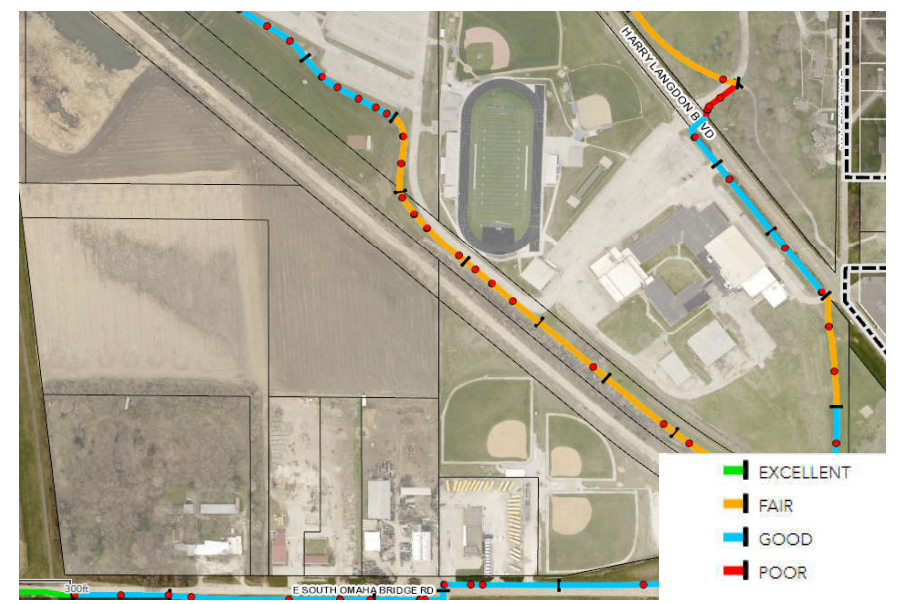 HARRY LANGDON BLVD
300ft
E SOUTH OMAHA BRIDGE RD
EXCELLENT
FAIR
GOOD
POOR